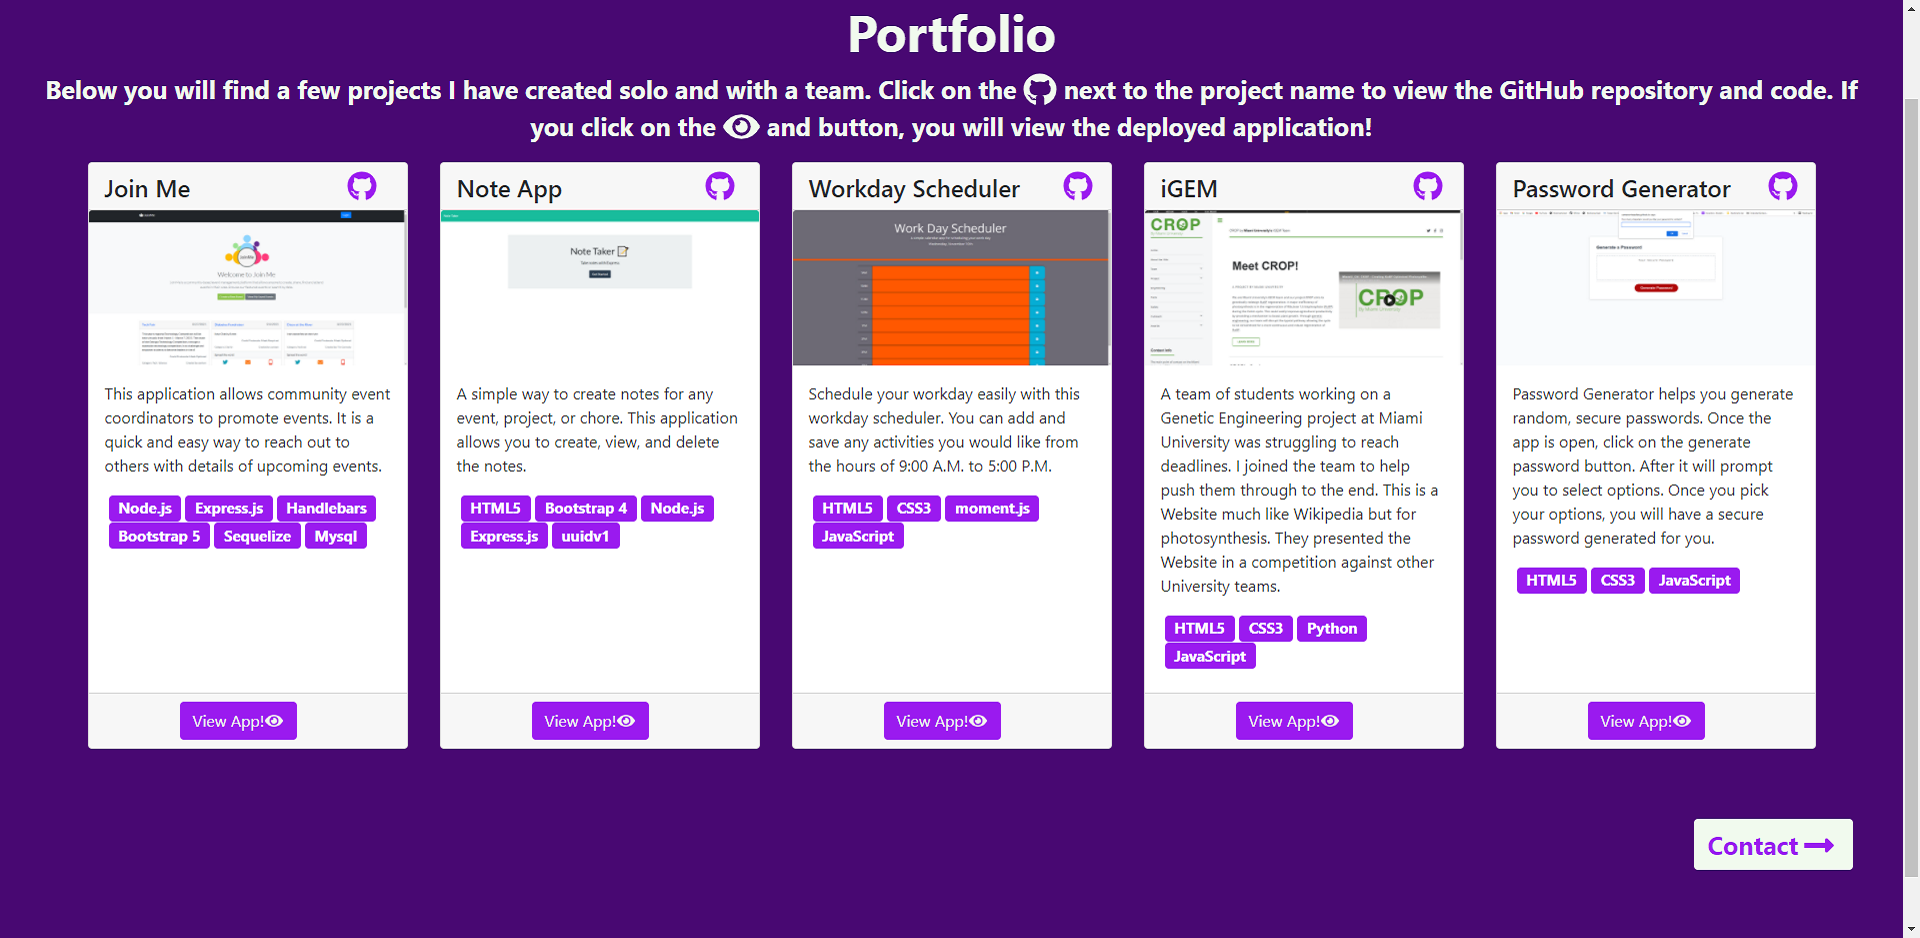 Portfolio
Below you will find a few projects I have created solo and with a team. Click on the next to the project name to view the GitHub repository and code. If
you click on the and button, you will view the deployed application!
Join Me
Welcome to Join Me
This application allows community event
coordinators to promote events. It is a
quick and easy way to reach out to
others with details of upcoming events.
Node.js Express.js Handlebars
Bootstrap 5 Sequelize Mysql
View App!
Note App
Note Taker
A simple way to create notes for any
event, project, or chore. This application
allows you to create, view, and delete
the notes.
HTML5 Bootstrap 4 Node.js
Express.js uuidv1
View App!
Workday Scheduler
Work Day Scheduler
Schedule your workday easily with this
workday scheduler. You can add and
save any activities you would like from
the hours of 9:00 A.M. to 5:00 P.M.
HTML5 CSS3 moment.js
JavaScript
View App!
iGEM
CROP
Meet CROP!
CROP
By Miami University
A team of students working on a
Genetic Engineering project at Miami
University was struggling to reach
deadlines. I joined the team to help
push them through to the end. This is a
Website much like Wikipedia but for
photosynthesis. They presented the
Website in a competition against other
University teams.
HTML5 CSS3 Python
JavaScript
View App!
Password Generator
Generate a Password
Generate Password
Password Generator helps you generate
random, secure passwords. Once the
app is open, click on the generate
password button. After it will prompt
you to select options. Once you pick
your options, you will have a secure
password generated for you.
HTML5 CSS3 JavaScript
View App!
Contact